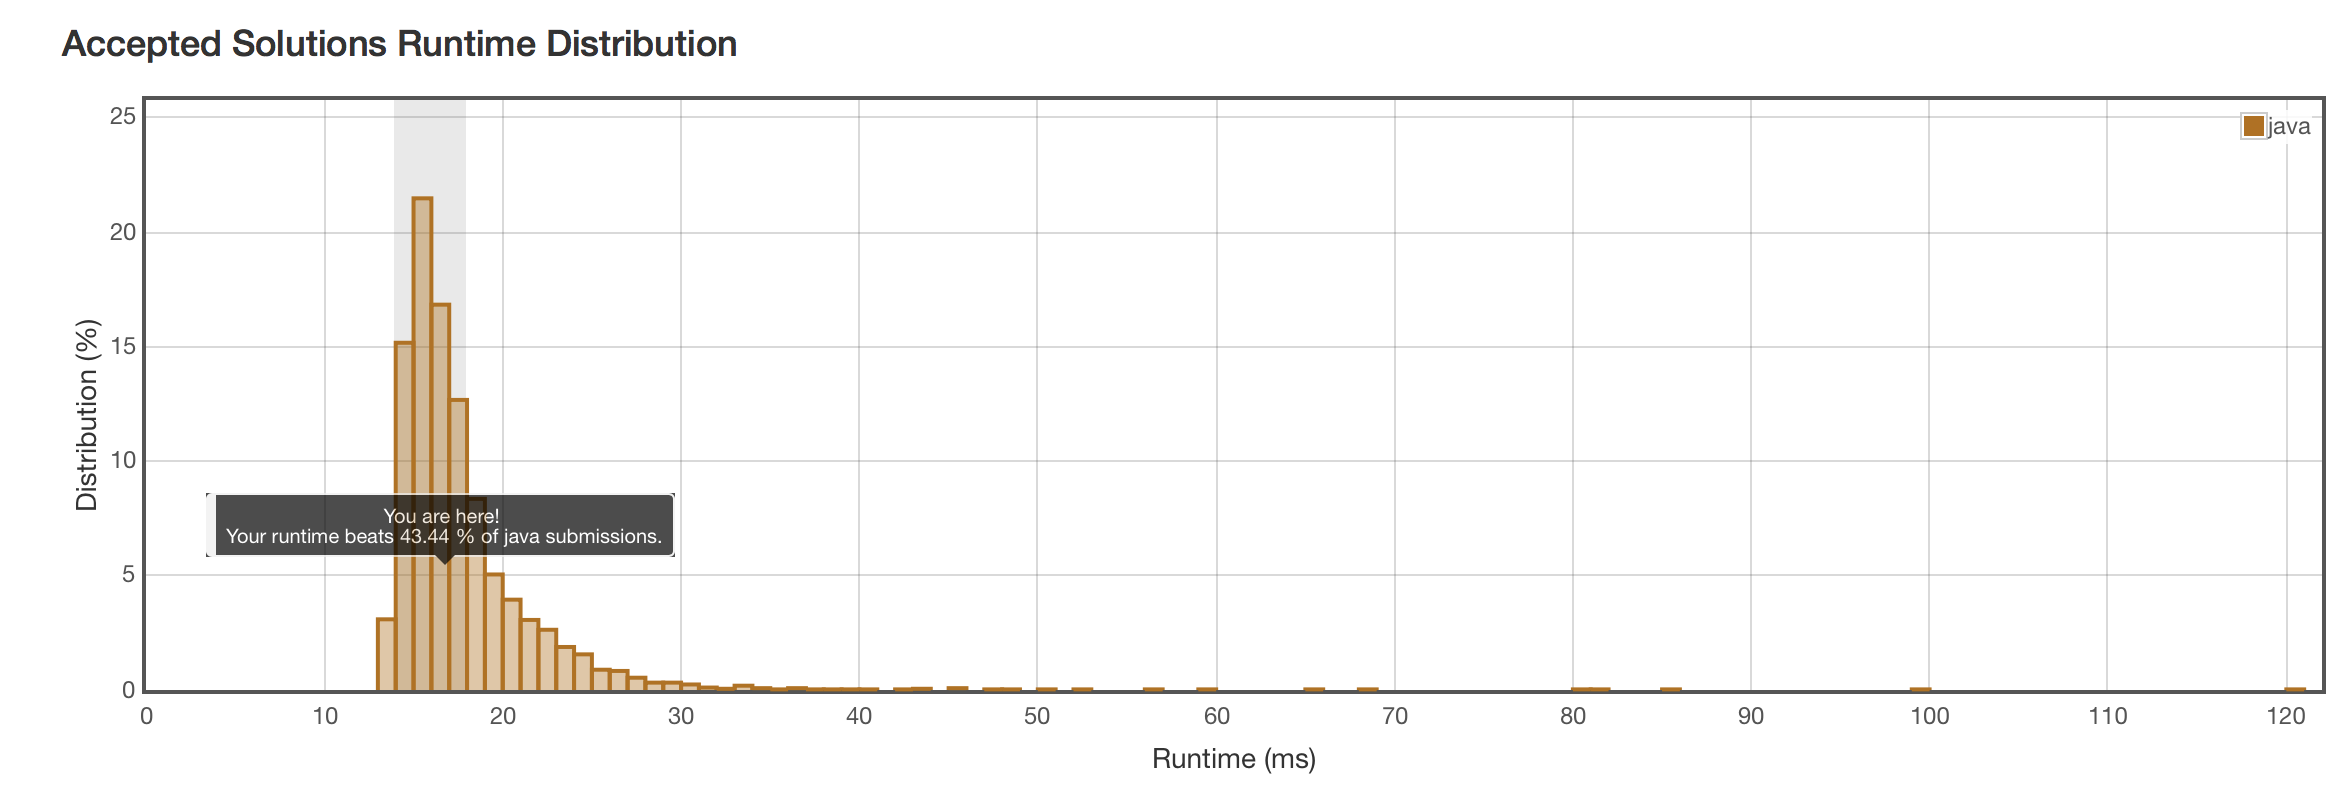 Accepted Solutions Runtime Distribution
25
java
20
15
10
5
0
Distribution (%)
You are here!
Your runtime beats 43.44 % of java submissions.
0 10 20 30 40 50 60 70 80 90 100 110 120
Runtime (ms)